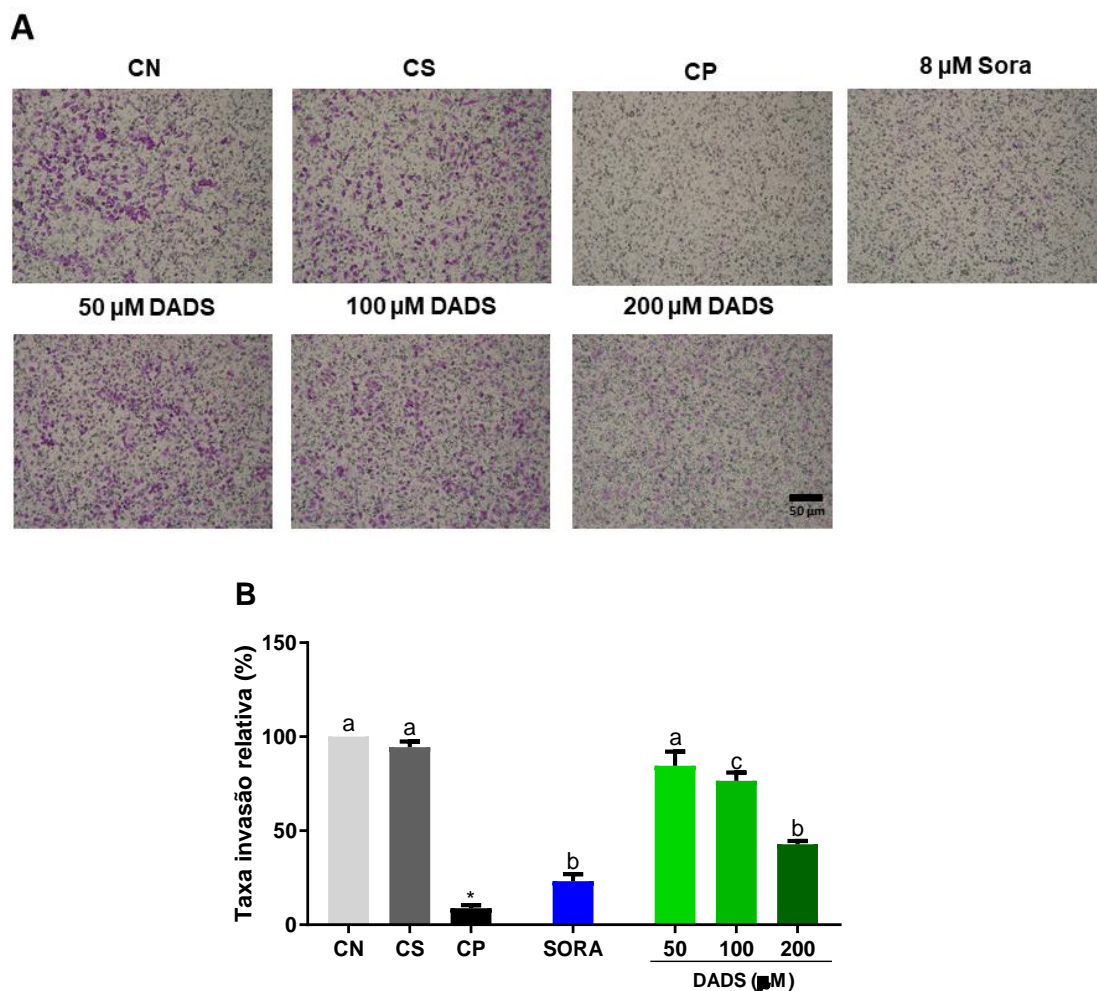 A
CN CS CP 8 µM Sora
50 µM DADS 100 µM DADS 200 µM DADS
50 µm
B
Taxa invasão relativa (%)
150
100
50
0
a a * b a c b
CN CS CP SORA 50 100 200
DADS (µM)